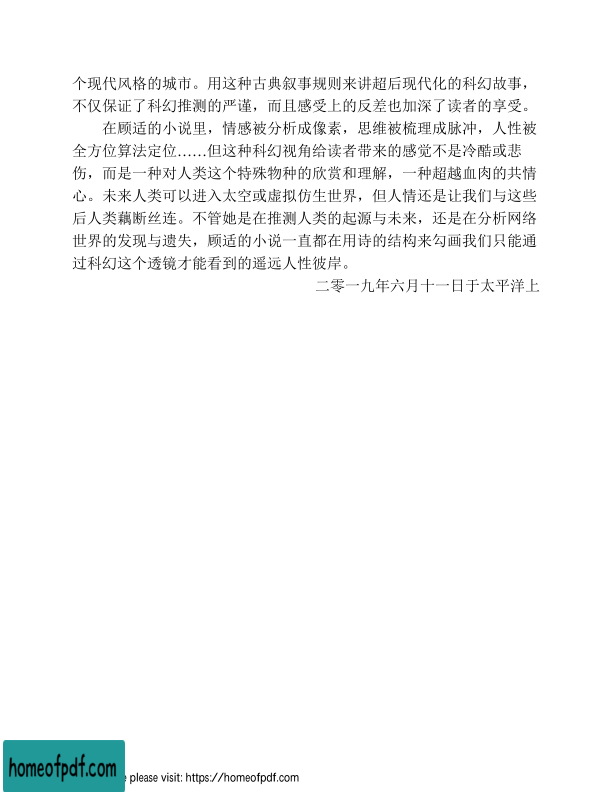 个现代风格的城市。用这种古典叙事规则来讲超后现代化的科幻故事，
不仅保证了科幻推测的严谨，而且感受上的反差也加深了读者的享受。
在顾适的小说里，情感被分析成像素，思维被梳理成脉冲，人性被
全方位算法定位……但这种科幻视角给读者带来的感觉不是冷酷或悲
伤，而是一种对人类这个特殊物种的欣赏和理解，一种超越血肉的共情
心。未来人类可以进入太空或虚拟仿生世界，但人情还是让我们与这些
后人类藕断丝连。不管她是在推测人类的起源与未来，还是在分析网络
世界的发现与遗失，顾适的小说一直都在用诗的结构来勾画我们只能通
过科幻这个透镜才能看到的遥远人性彼岸。
二零一九年六月十一日于太平洋上
homeofpdf.com
please visit: https://homeofpdf.com